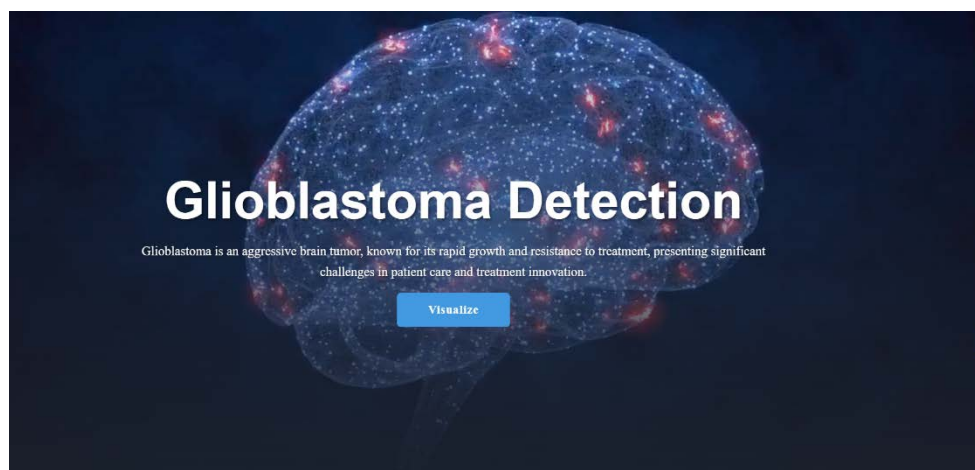 Glioblastoma Detection
Glioblastoma is an aggressive brain tumor, known for its rapid growth and resistance to treatment, presenting significant
challenges in patient care and treatment innovation.
Visualize